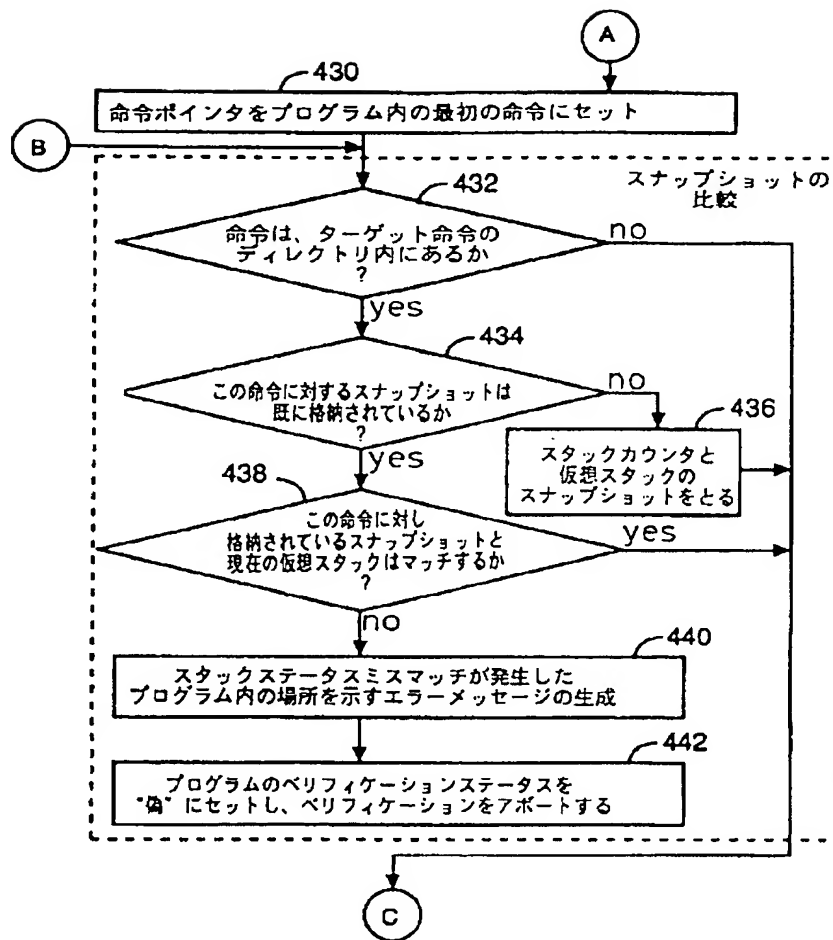 A
430
命令ポインタをプログラム内の最初の命令にセット
B
スナップショットの
比較
432
命令は、ターゲット命令の
ディレクトリ内にあるか
?
no
yes
434
この命令に対するスナップショットは
既に格納されているか
?
no
yes
436
スタックカウンタと
仮想スタックの
スナップショットをとる
438
この命令に対し
格納されているスナップショットと
現在の仮想スタックはマッチするか
?
yes
no
440
スタックステータスミスマッチが発生した
プログラム内の場所を示すエラーメッセージの生成
442
プログラムのベリフィケーションステータスを
"偽"にセットし、ベリフィケーションをアボートする
C